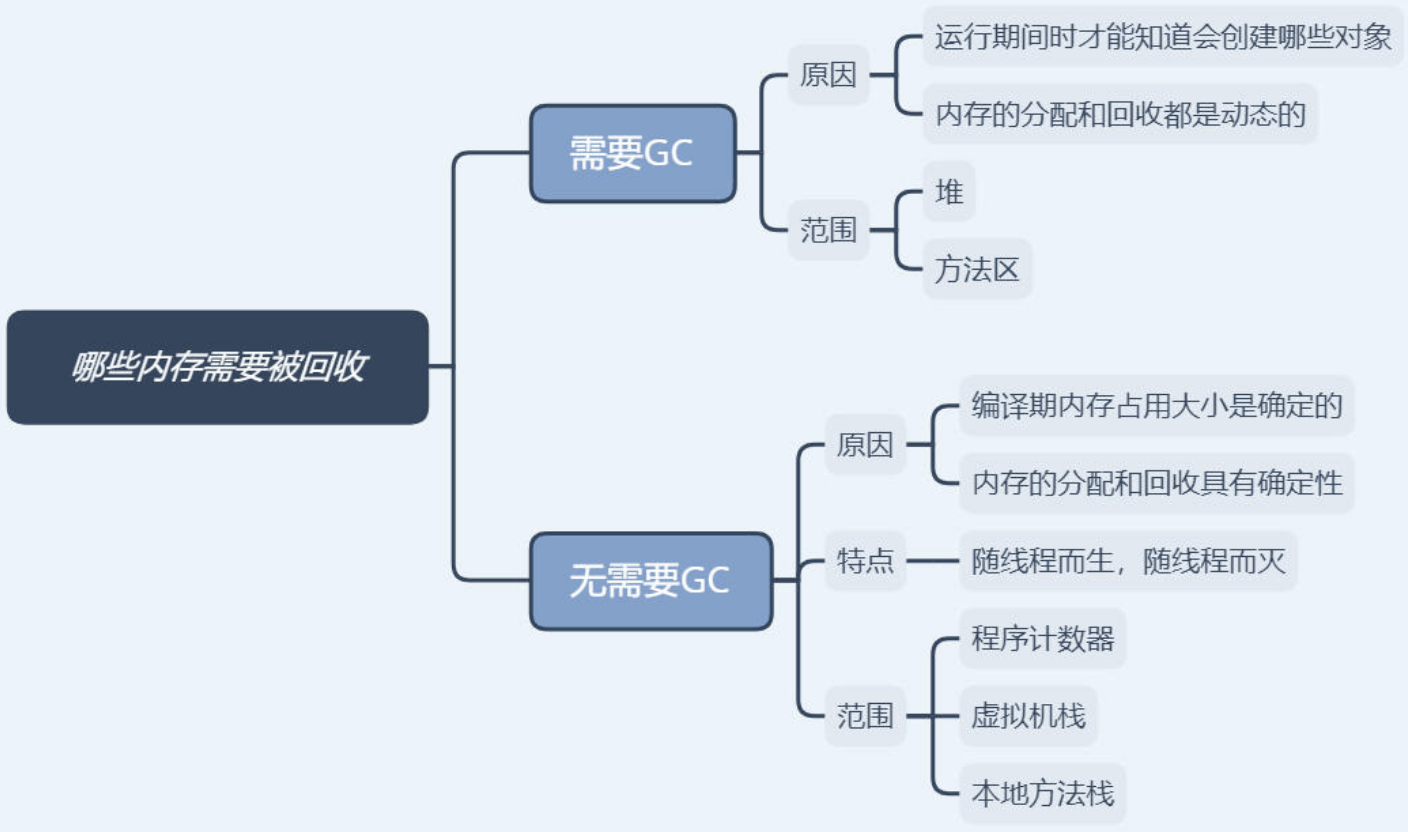 哪些内存需要被回收
需要GC
原因
运行期间时才能知道会创建哪些对象
内存的分配和回收都是动态的
范围
堆
方法区
无需要GC
原因
编译期内存占用大小是确定的
内存的分配和回收具有确定性
特点
随线程而生，随线程而灭
范围
程序计数器
虚拟机栈
本地方法栈